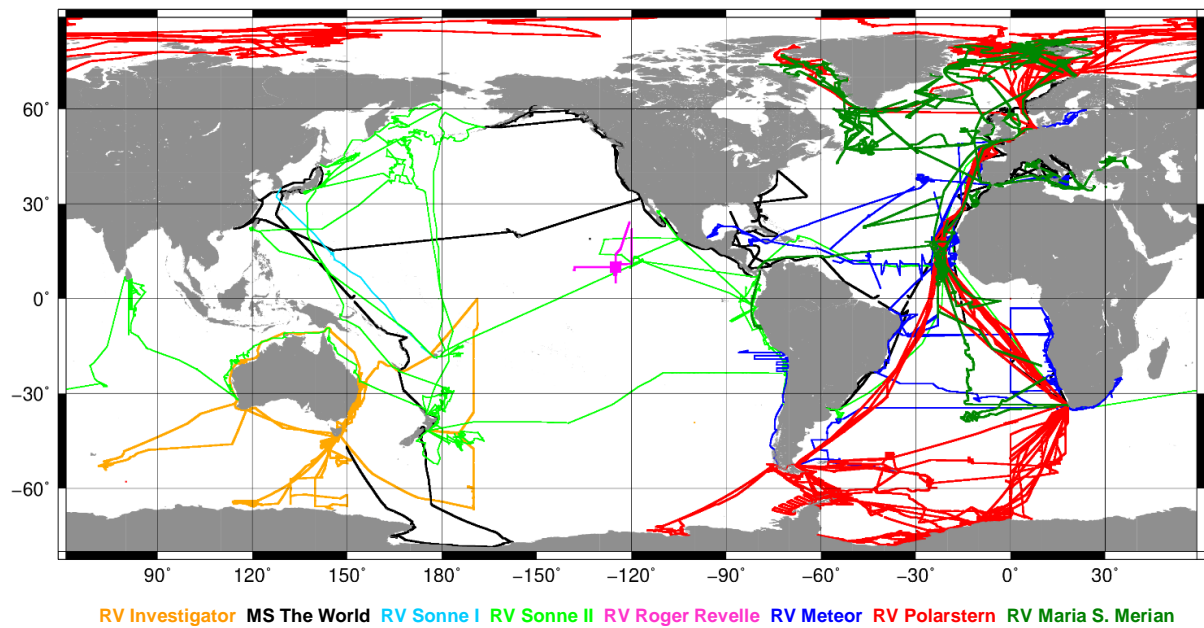 60°
30°
0°
−30°
−60°
90° 120° 150° 180° −150° −120° −90° −60° −30° 0° 30°
RV Investigator MS The World RV Sonne I RV Sonne II RV Roger Revelle RV Meteor RV Polarstern RV Maria S. Merian